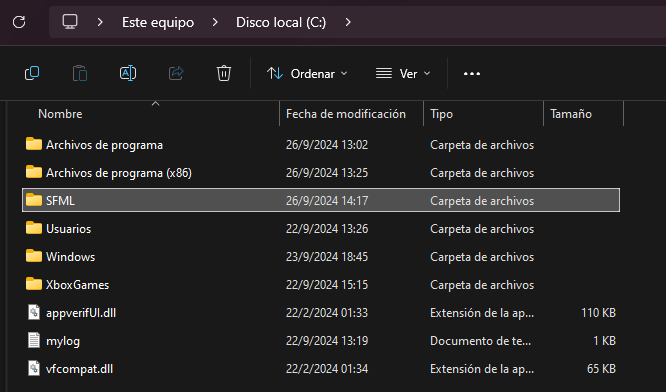 Este equipo > Disco local (C:) >
Ordenar Ver ...
Nombre Fecha de modificación Tipo Tamaño
Archivos de programa 26/9/2024 13:02 Carpeta de archivos
Archivos de programa (x86) 26/9/2024 13:25 Carpeta de archivos
SFML 26/9/2024 14:17 Carpeta de archivos
Usuarios 22/9/2024 13:26 Carpeta de archivos
Windows 23/9/2024 18:45 Carpeta de archivos
XboxGames 22/9/2024 15:15 Carpeta de archivos
appverifUI.dll 22/2/2024 01:33 Extensión de la ap... 110 KB
mylog 22/9/2024 13:19 Documento de te... 1 KB
vfcompat.dll 22/2/2024 01:34 Extensión de la ap... 65 KB